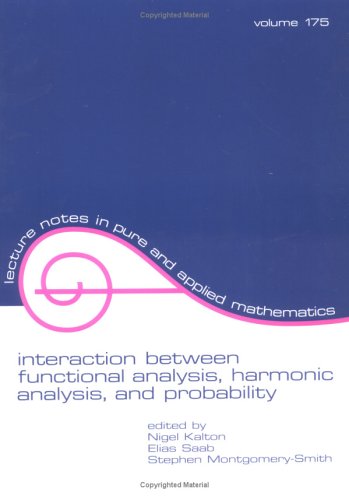 volume 175
lecture notes in pure and applied mathematics
interaction between
functional analysis, harmonic
analysis, and probability
edited by
Nigel Kalton
Elias Saab
Stephen Montgomery-Smith
Copyrighted Material
Copyrighted Material